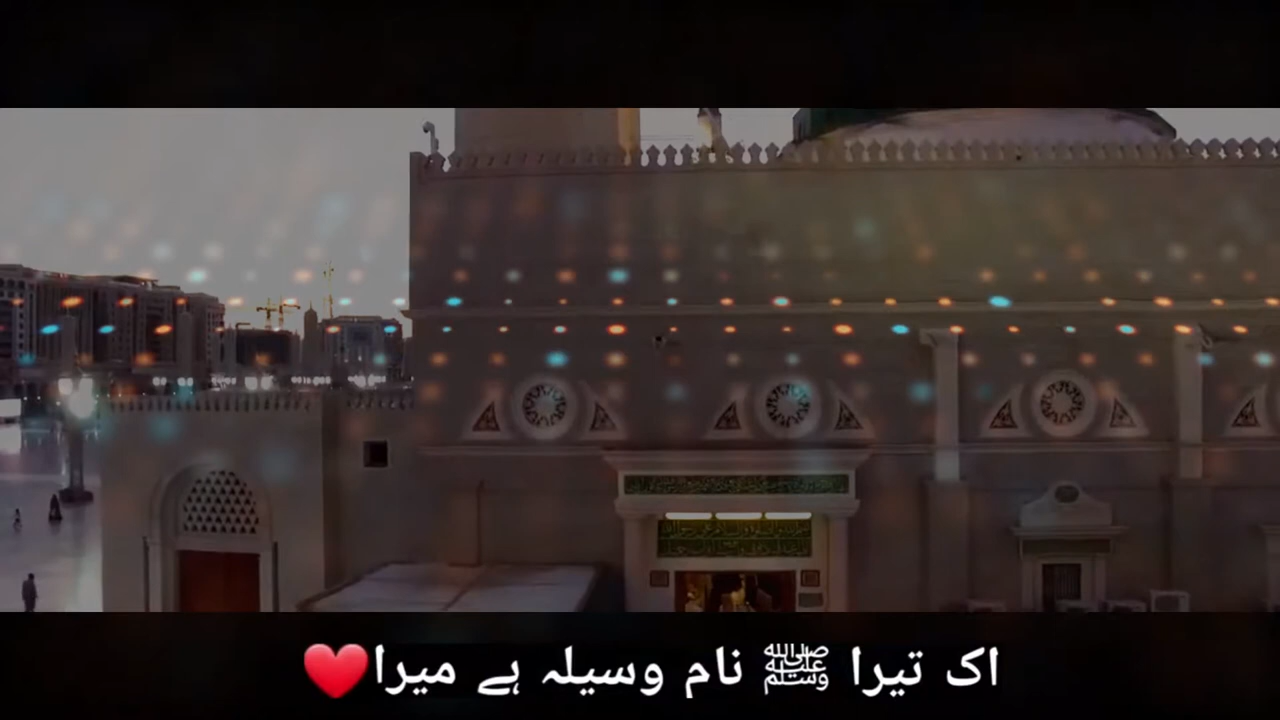 اک تیرا ﷺ نام وسیلہ ہے میرا❤️